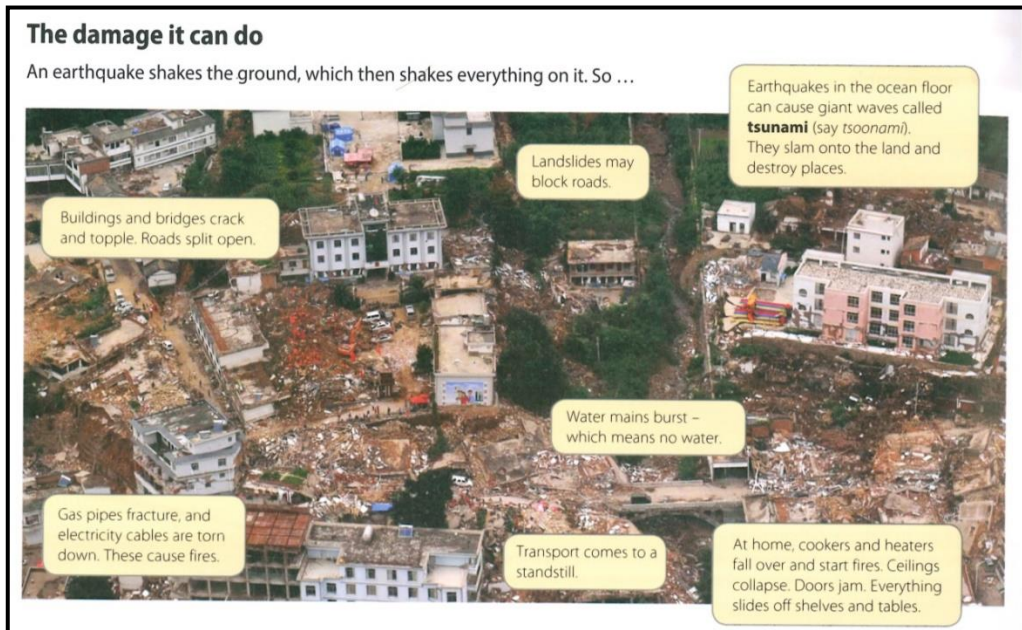 The damage it can do
An earthquake shakes the ground, which then shakes everything on it. So …
Earthquakes in the ocean floor
can cause giant waves called
tsunami (say tsoonami).
They slam onto the land and
destroy places.
Landslides may
block roads.
Buildings and bridges crack
and topple. Roads split open.
Water mains burst –
which means no water.
Gas pipes fracture, and
electricity cables are torn
down. These cause fires.
Transport comes to a
standstill.
At home, cookers and heaters
fall over and start fires. Ceilings
collapse. Doors jam. Everything
slides off shelves and tables.